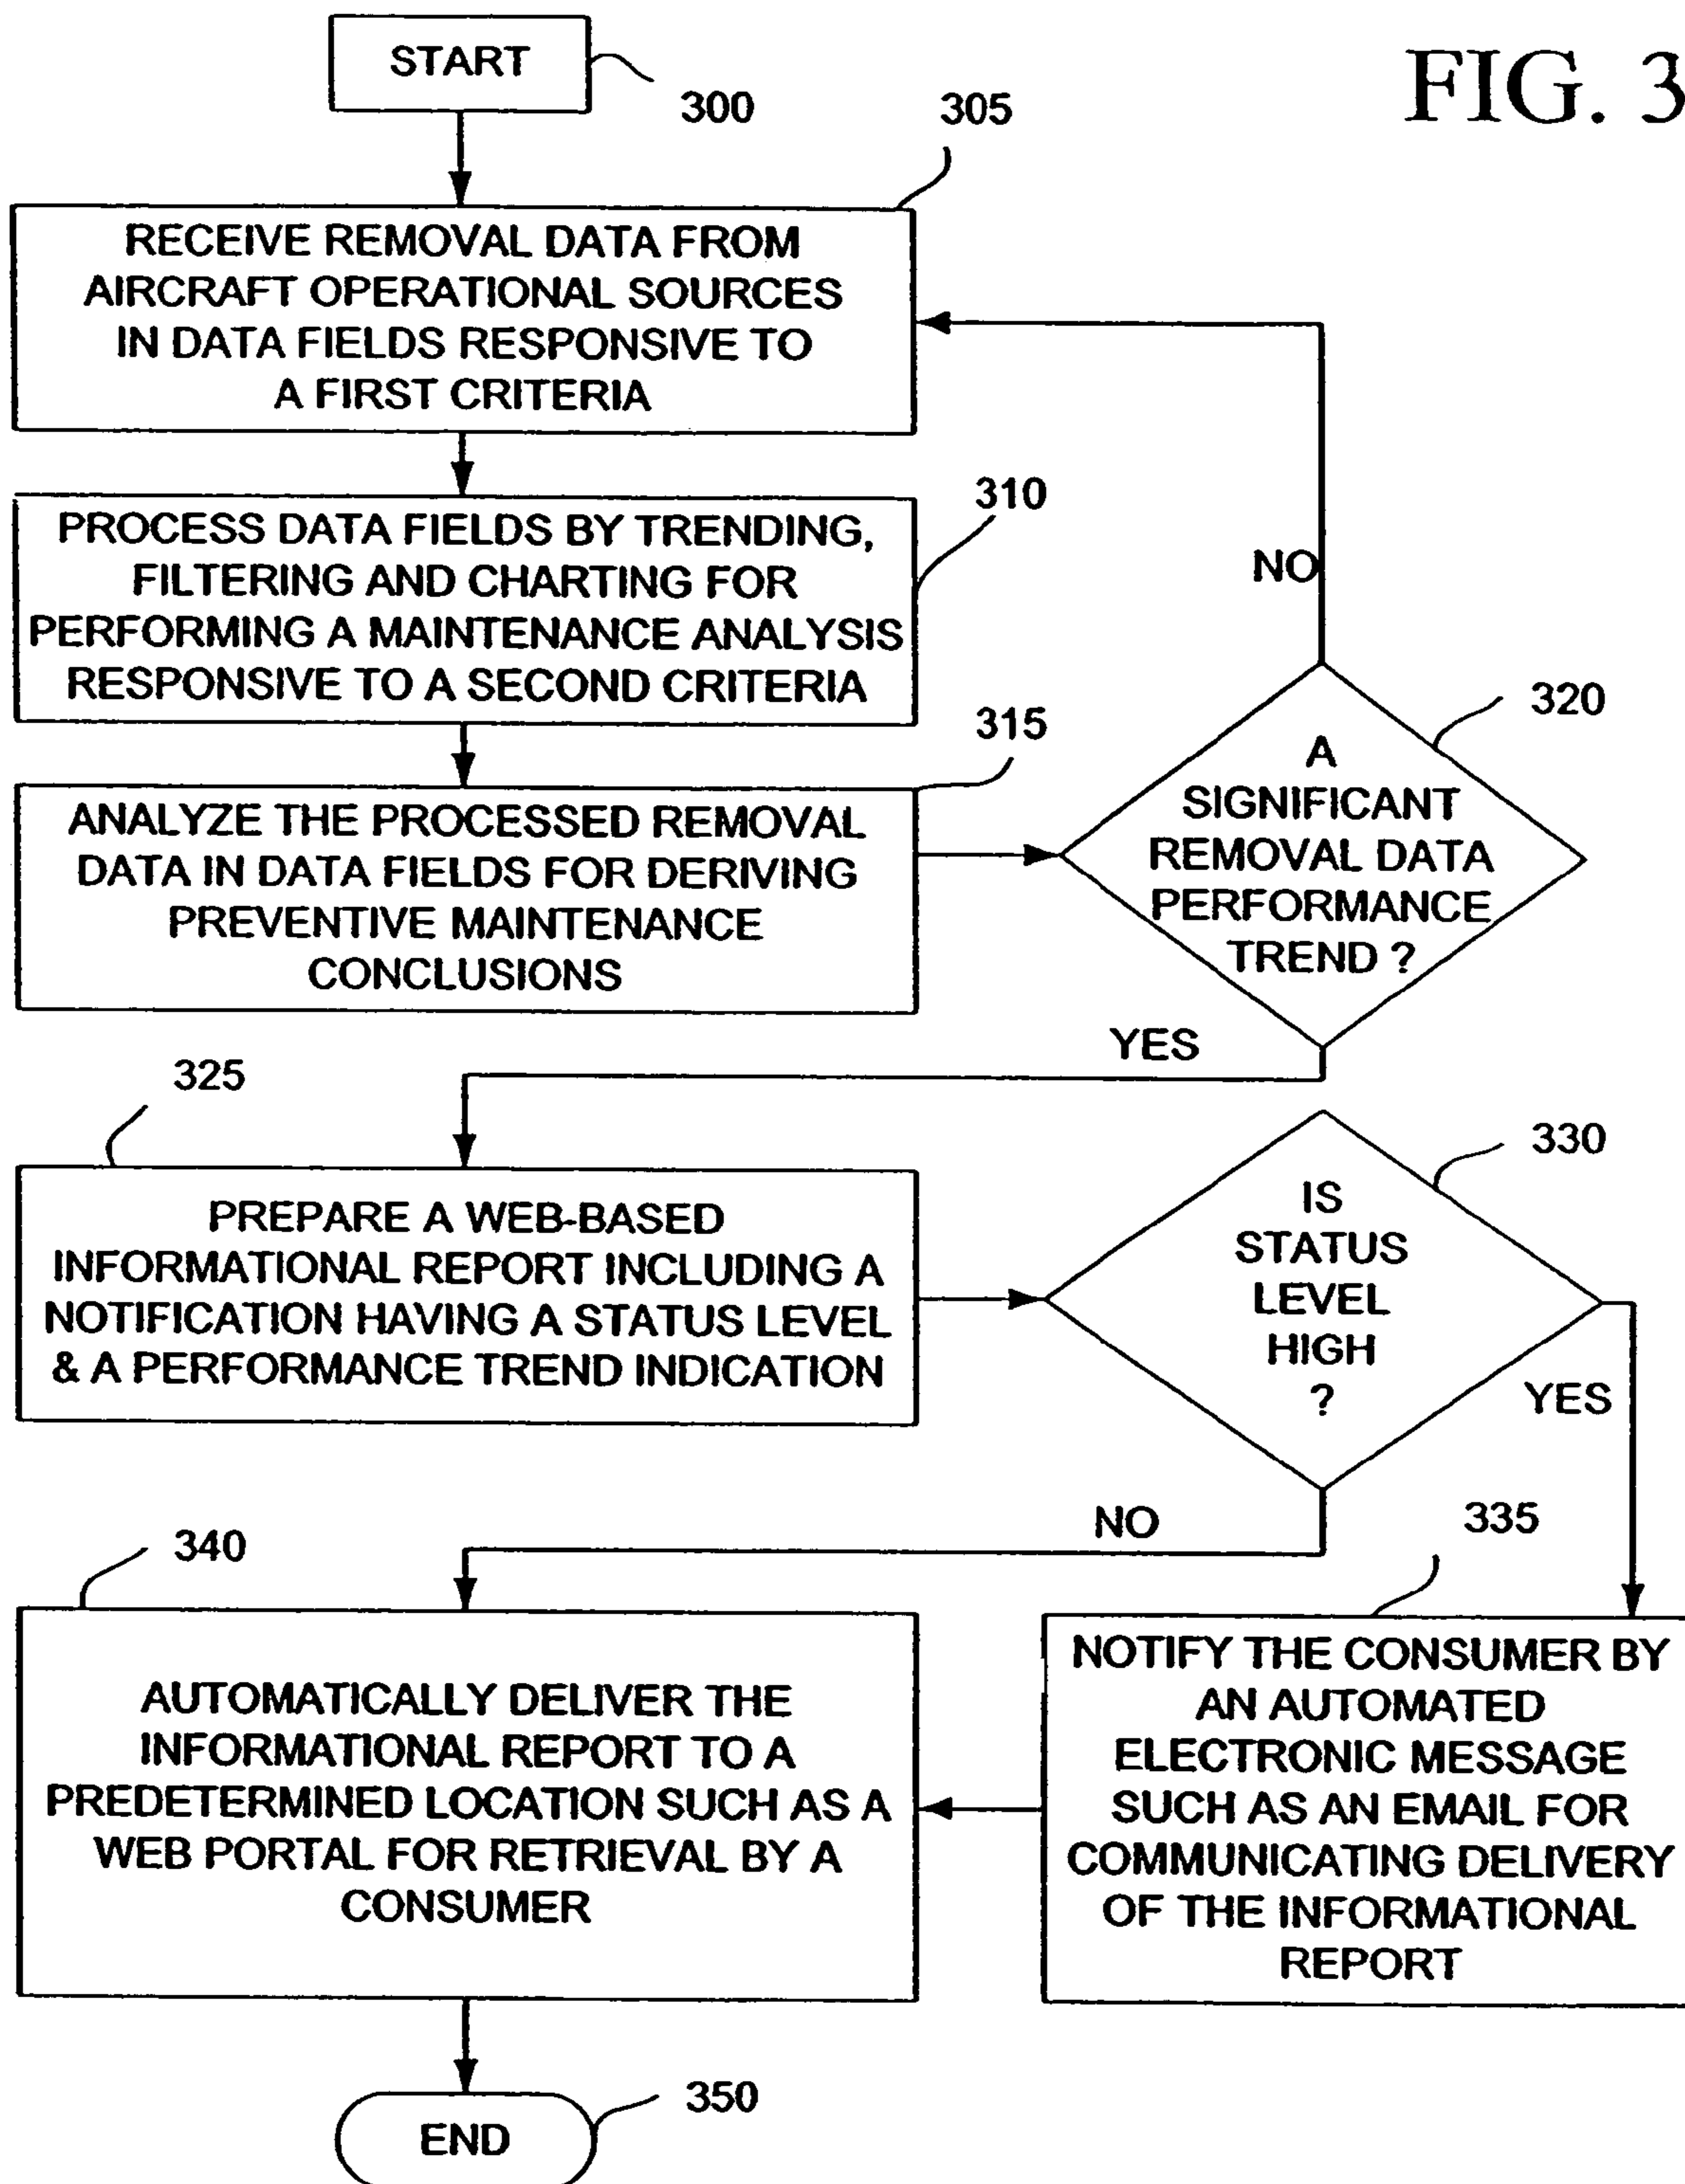 FIG. 3
START
300
305
RECEIVE REMOVAL DATA FROM
AIRCRAFT OPERATIONAL SOURCES
IN DATA FIELDS RESPONSIVE TO
A FIRST CRITERIA
310
PROCESS DATA FIELDS BY TRENDING,
FILTERING AND CHARTING FOR
PERFORMING A MAINTENANCE ANALYSIS
RESPONSIVE TO A SECOND CRITERIA
315
ANALYZE THE PROCESSED REMOVAL
DATA IN DATA FIELDS FOR DERIVING
PREVENTIVE MAINTENANCE
CONCLUSIONS
NO
320
A
SIGNIFICANT
REMOVAL DATA
PERFORMANCE
TREND ?
YES
325
PREPARE A WEB-BASED
INFORMATIONAL REPORT INCLUDING A
NOTIFICATION HAVING A STATUS LEVEL
& A PERFORMANCE TREND INDICATION
330
IS
STATUS
LEVEL
HIGH
?
YES
NO
335
NOTIFY THE CONSUMER BY
AN AUTOMATED
ELECTRONIC MESSAGE
SUCH AS AN EMAIL FOR
COMMUNICATING DELIVERY
OF THE INFORMATIONAL
REPORT
340
AUTOMATICALLY DELIVER THE
INFORMATIONAL REPORT TO A
PREDETERMINED LOCATION SUCH AS A
WEB PORTAL FOR RETRIEVAL BY A
CONSUMER
350
END